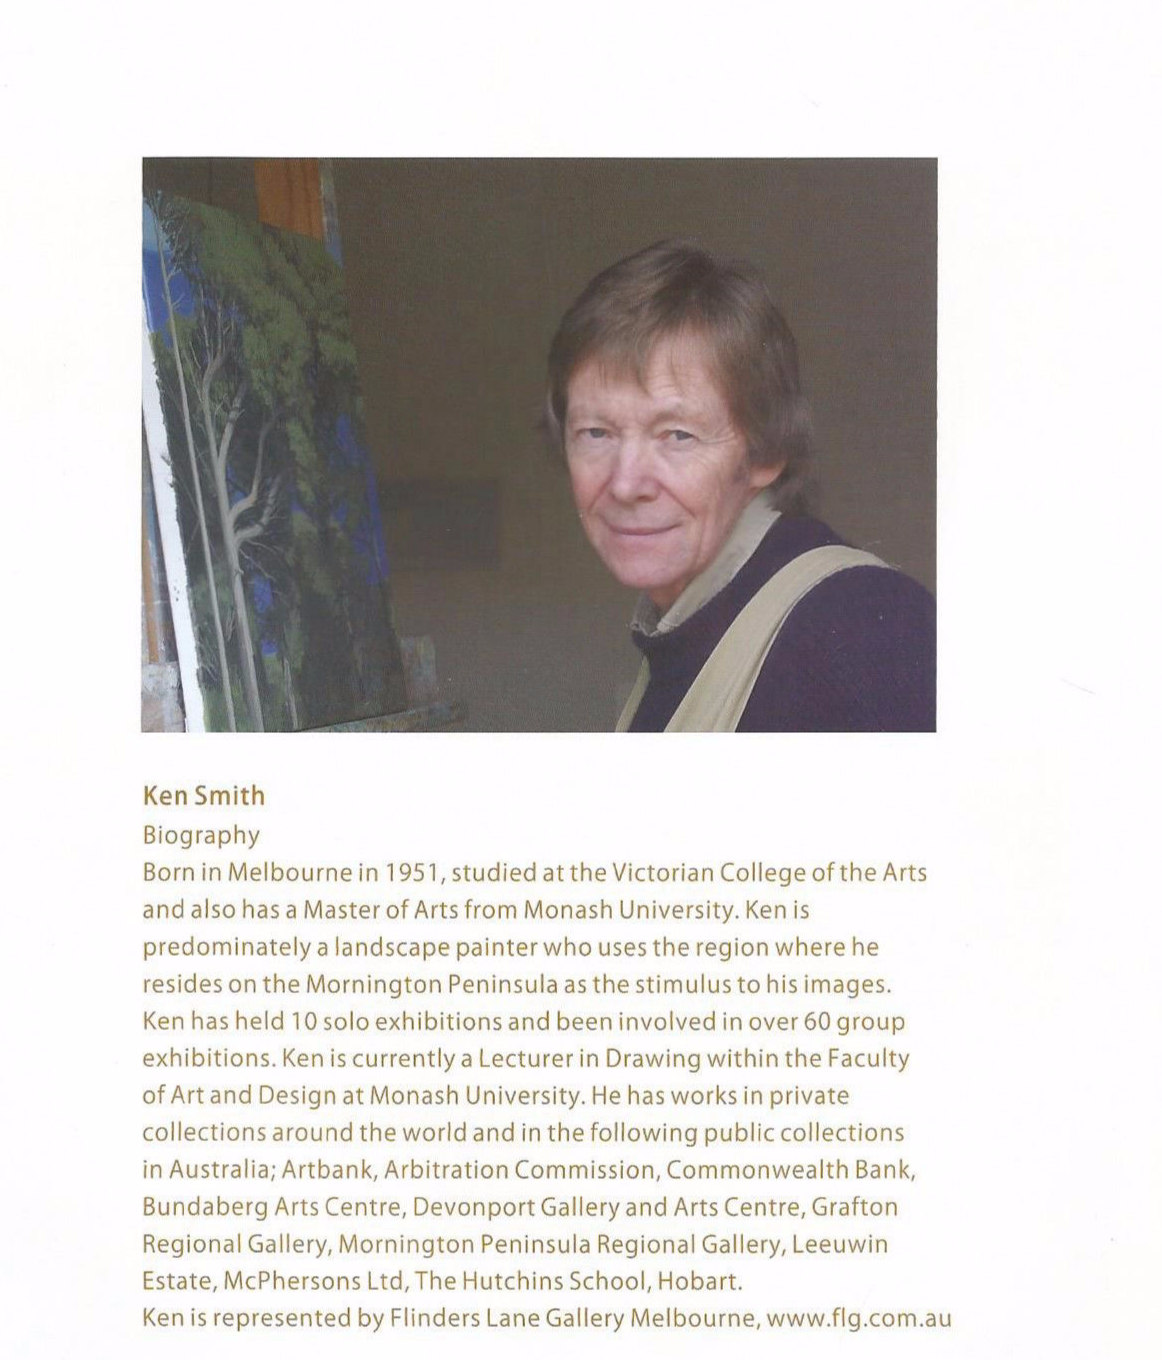 Ken Smith
Biography
Born in Melbourne in 1951, studied at the Victorian College of the Arts
and also has a Master of Arts from Monash University. Ken is
predominately a landscape painter who uses the region where he
resides on the Mornington Peninsula as the stimulus to his images.
Ken has held 10 solo exhibitions and been involved in over 60 group
exhibitions. Ken is currently a Lecturer in Drawing within the Faculty
of Art and Design at Monash University. He has works in private
collections around the world and in the following public collections
in Australia; Artbank, Arbitration Commission, Commonwealth Bank,
Bundaberg Arts Centre, Devonport Gallery and Arts Centre, Grafton
Regional Gallery, Mornington Peninsula Regional Gallery, Leeuwin
Estate, McPhersons Ltd, The Hutchins School, Hobart.
Ken is represented by Flinders Lane Gallery Melbourne, www.flg.com.au